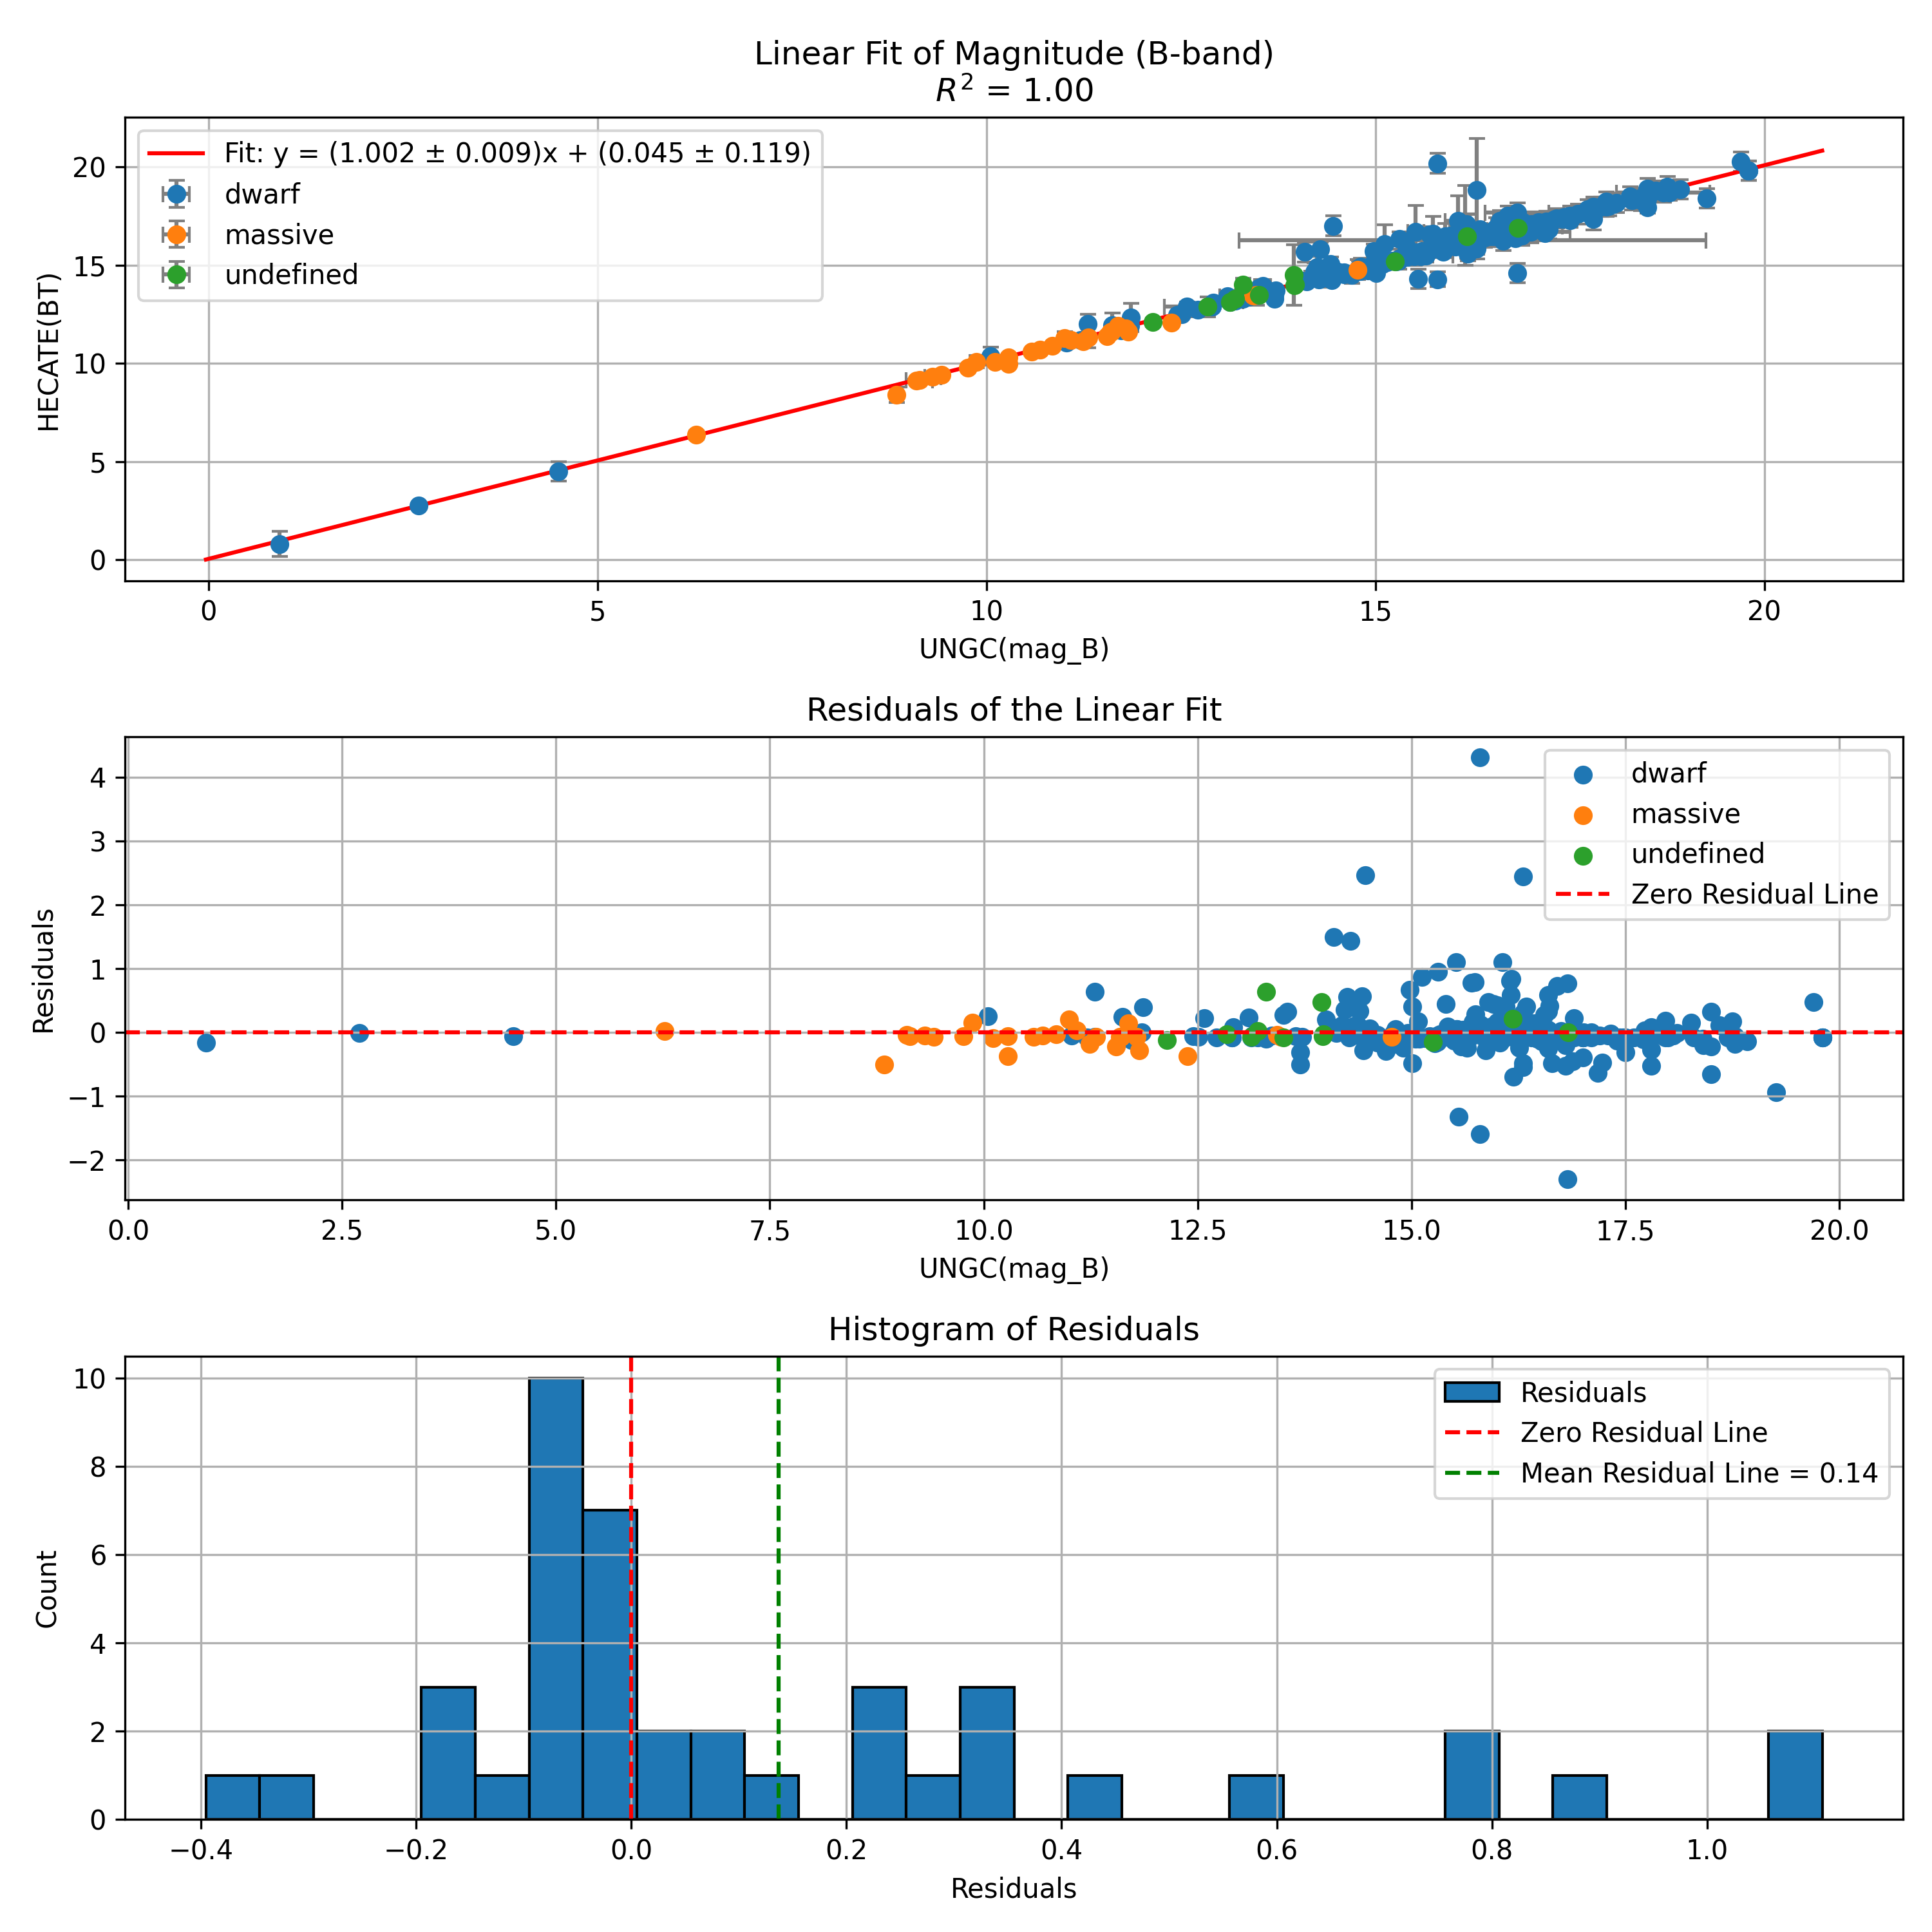 Linear Fit of Magnitude (B-band)
R² = 1.00
Fit: y = (1.002 ± 0.009)x + (0.045 ± 0.119)
dwarf
massive
undefined
HECATE(BT)
20
15
10
5
0
0 5 10 15 20
UNGC(mag_B)
Residuals of the Linear Fit
dwarf
massive
undefined
Zero Residual Line
Residuals
4
3
2
1
0
−1
−2
0.0 2.5 5.0 7.5 10.0 12.5 15.0 17.5 20.0
UNGC(mag_B)
Histogram of Residuals
Residuals
Zero Residual Line
Mean Residual Line = 0.14
Count
10
8
6
4
2
0
−0.4 −0.2 0.0 0.2 0.4 0.6 0.8 1.0
Residuals